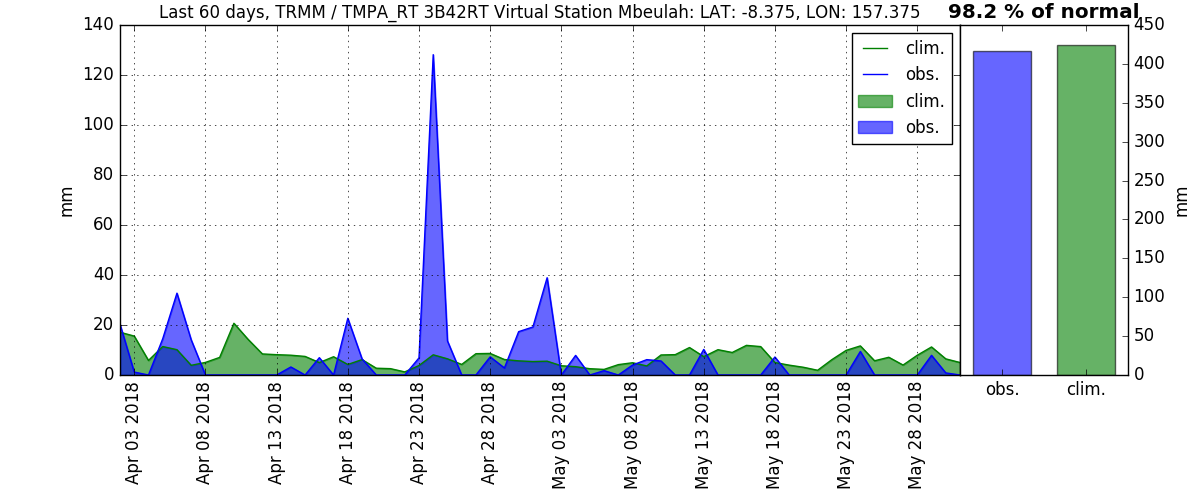 Last 60 days, TRMM / TMPA_RT 3B42RT Virtual Station Mbeulah: LAT: -8.375, LON: 157.375
98.2 % of normal
140
120
100
80
60
40
20
0
mm
clim.
obs.
clim.
obs.
Apr 03 2018
Apr 08 2018
Apr 13 2018
Apr 18 2018
Apr 23 2018
Apr 28 2018
May 03 2018
May 08 2018
May 13 2018
May 18 2018
May 23 2018
May 28 2018
450
400
350
300
250
200
150
100
50
0
mm
obs.
clim.